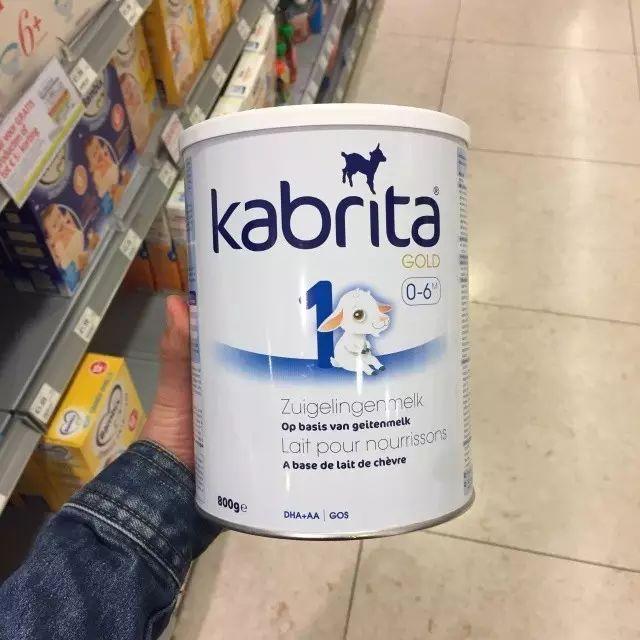 kabrita®
GOLD
0-6M
1
Zuigelingenmelk
Op basis van geitenmelk
Lait pour nourrissons
A base de lait de chèvre
800g e
DHA+AA | GOS
6+